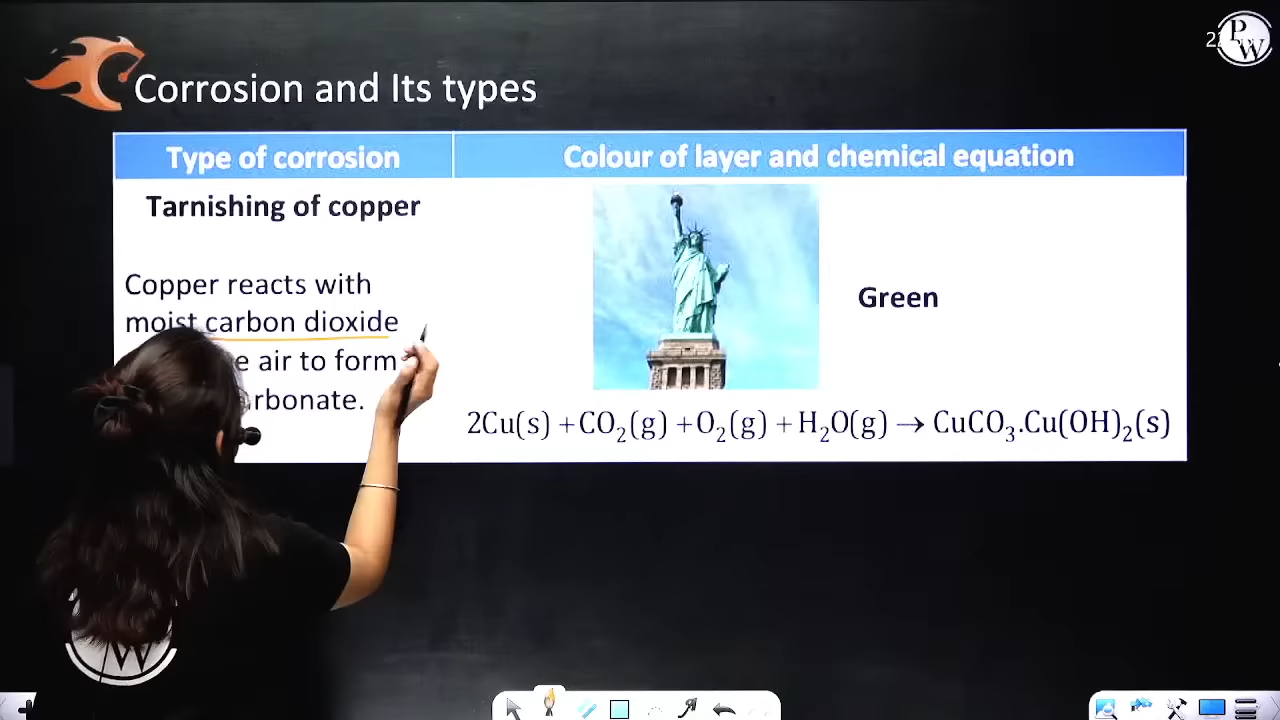 PW
Corrosion and Its types
Type of corrosion
Colour of layer and chemical equation
Tarnishing of copper
Copper reacts with
moist carbon dioxide
e air to form
rbonate.
Green
2Cu(s) + CO₂(g) + O₂(g) + H₂O(g) → CuCO₃.Cu(OH)₂(s)
W